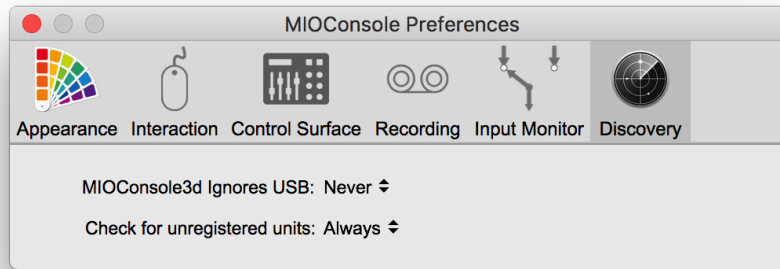 MIOConsole Preferences
Appearance Interaction Control Surface Recording Input Monitor Discovery
MIOConsole3d Ignores USB: Never
Check for unregistered units: Always